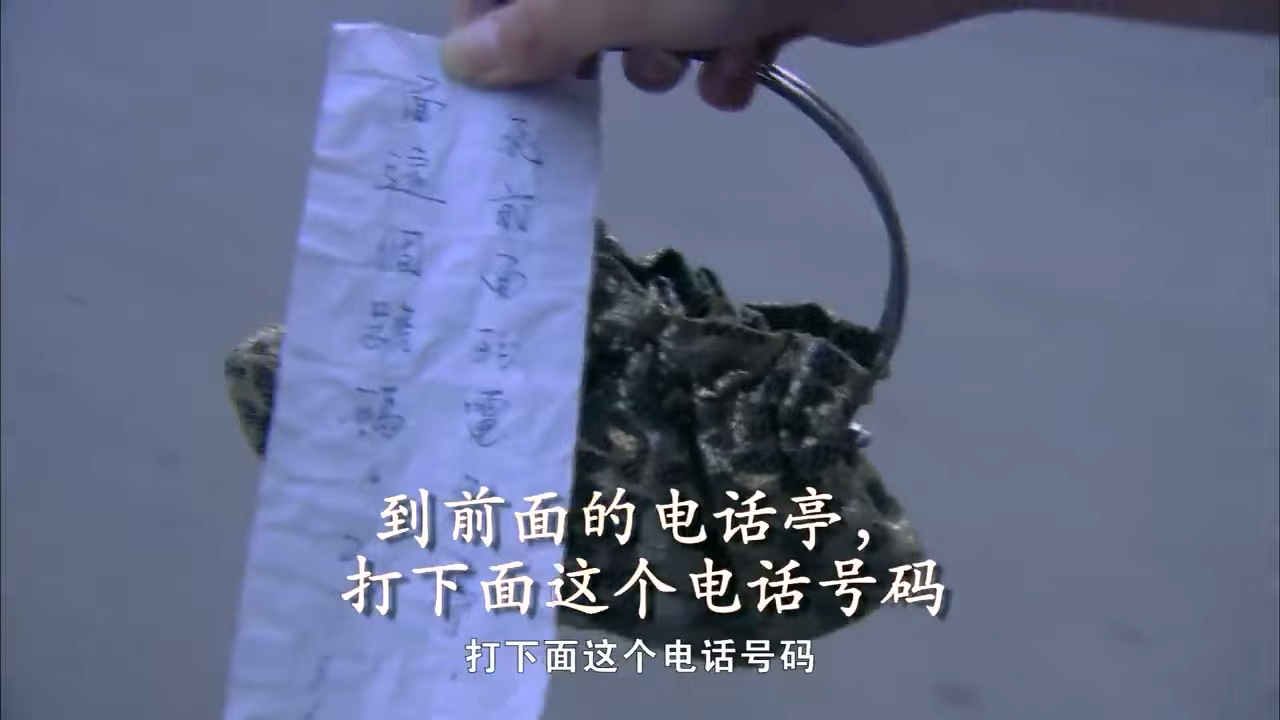 到前面的電
面這個號碼
到前面的电话亭，
打下面这个电话号码
打下面这个电话号码